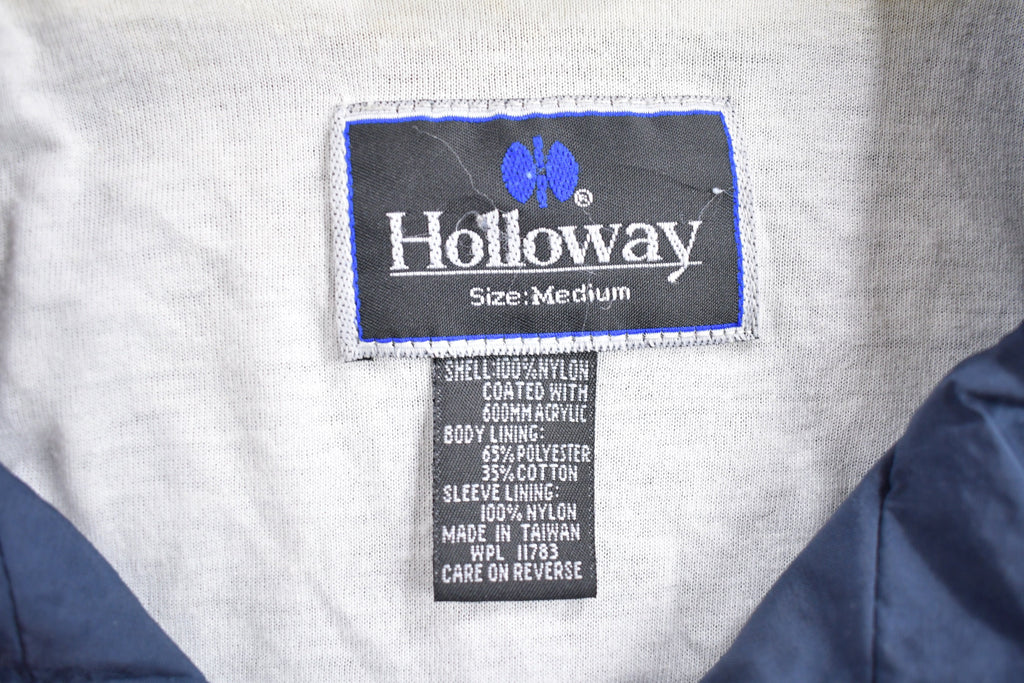 ®
Holloway
Size:Medium
SHELL:100%NYLON
COATED WITH
600MM ACRYLIC
BODY LINING:
65%POLYESTER
35%COTTON
SLEEVE LINING:
100% NYLON
MADE IN TAIWAN
WPL 11783
CARE ON REVERSE